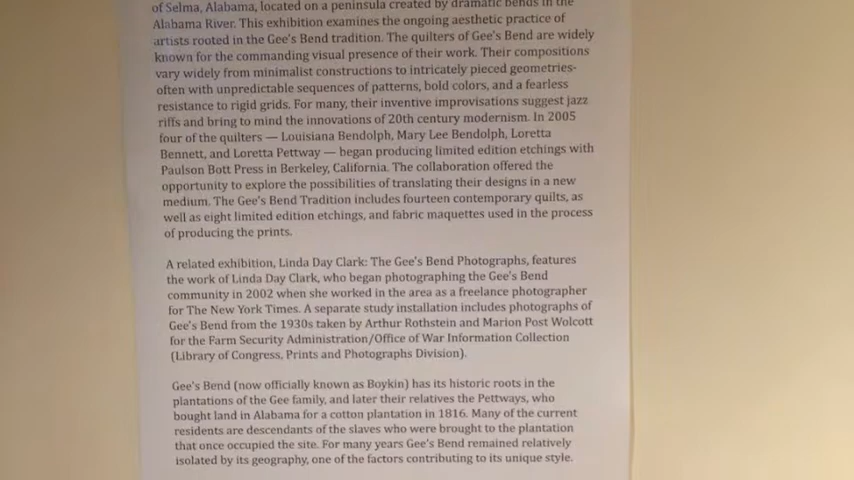 of Selma, Alabama, located on a peninsula created by dramatic bends in the
Alabama River. This exhibition examines the ongoing aesthetic practice of
artists rooted in the Gee's Bend tradition. The quilters of Gee's Bend are widely
known for the commanding visual presence of their work. Their compositions
vary widely from minimalist constructions to intricately pieced geometries-
often with unpredictable sequences of patterns, bold colors, and a fearless
resistance to rigid grids. For many, their inventive improvisations suggest jazz
riffs and bring to mind the innovations of 20th century modernism. In 2005
four of the quilters — Louisiana Bendolph, Mary Lee Bendolph, Loretta
Bennett, and Loretta Pettway — began producing limited edition etchings with
Paulson Bott Press in Berkeley, California. The collaboration offered the
opportunity to explore the possibilities of translating their designs in a new
medium. The Gee's Bend Tradition includes fourteen contemporary quilts, as
well as eight limited edition etchings, and fabric maquettes used in the process
of producing the prints.
A related exhibition, Linda Day Clark: The Gee's Bend Photographs, features
the work of Linda Day Clark, who began photographing the Gee's Bend
community in 2002 when she worked in the area as a freelance photographer
for The New York Times. A separate study installation includes photographs of
Gee's Bend from the 1930s taken by Arthur Rothstein and Marion Post Wolcott
for the Farm Security Administration/Office of War Information Collection
(Library of Congress, Prints and Photographs Division).
Gee's Bend (now officially known as Boykin) has its historic roots in the
plantations of the Gee family, and later their relatives the Pettways, who
bought land in Alabama for a cotton plantation in 1816. Many of the current
residents are descendants of the slaves who were brought to the plantation
that once occupied the site. For many years Gee's Bend remained relatively
isolated by its geography, one of the factors contributing to its unique style.